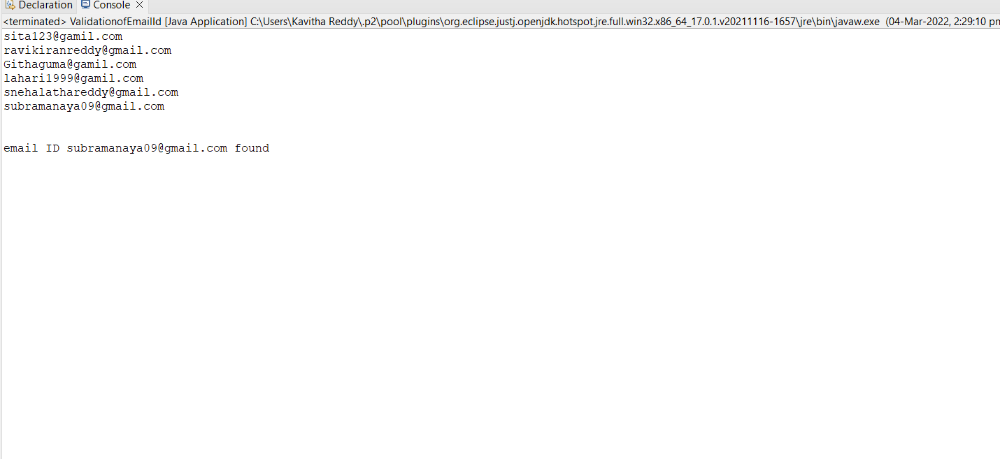 Declaration Console
<terminated> ValidationofEmailId [Java Application] C:\Users\Kavitha Reddy\.p2\pool\plugins\org.eclipse.justj.openjdk.hotspot.jre.full.win32.x86_64_17.0.1.v20211116-1657\jre\bin\javaw.exe (04-Mar-2022, 2:29:10 pm
sita123@gamil.com
ravikiranreddy@gmail.com
Githaguma@gamil.com
lahari1999@gamil.com
snehalathareddy@gmail.com
subramanaya09@gmail.com
email ID subramanaya09@gmail.com found